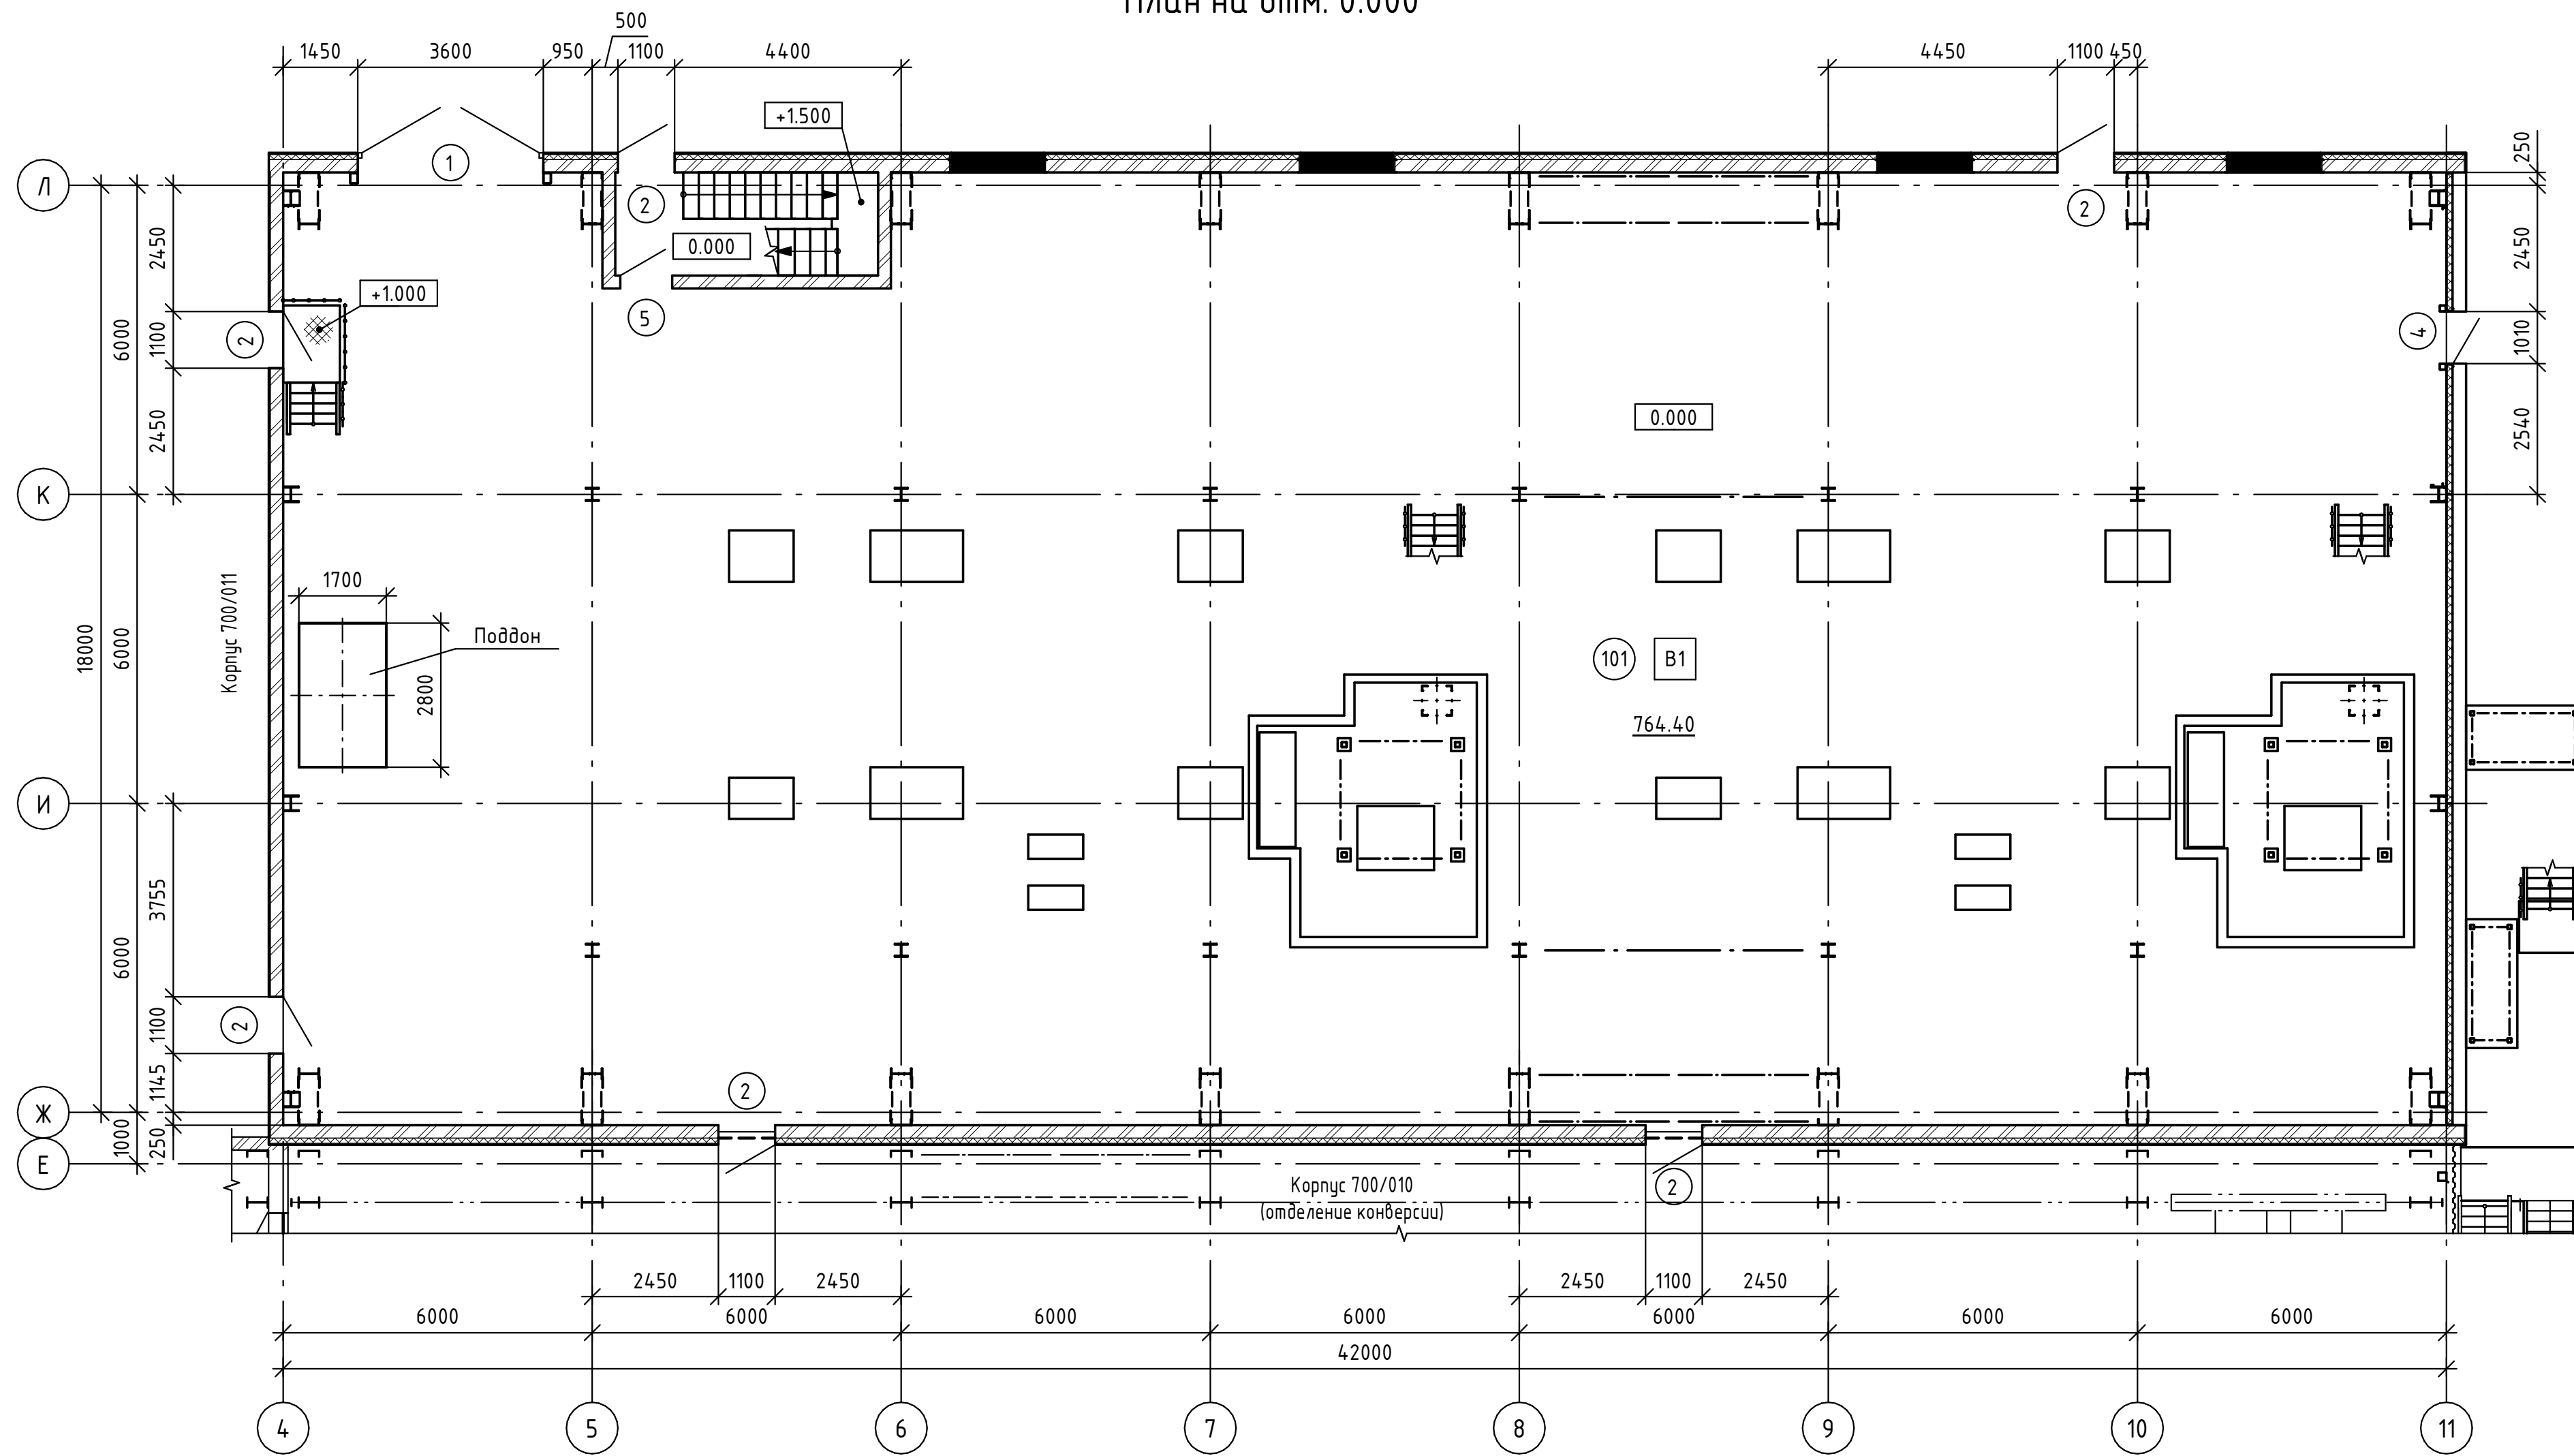 План на отм. 0.000
500
1450 3600 950 1100 4400 4450 1100 450
+1.500
250
Л
1
2
2
0.000
2450
2450
+1.000
5
4
2
6000
1100
1010
2450
2540
0.000
К
Корпус 700/011
1700
Поддон
2800
18000
6000
101
В1
764.40
И
3755
6000
2
1100
1145
2
Ж
1000
250
Е
Корпус 700/010
(отделение конверсии)
2
2450 1100 2450 2450 1100 2450
6000 6000 6000 6000 6000 6000 6000
42000
4 5 6 7 8 9 10 11